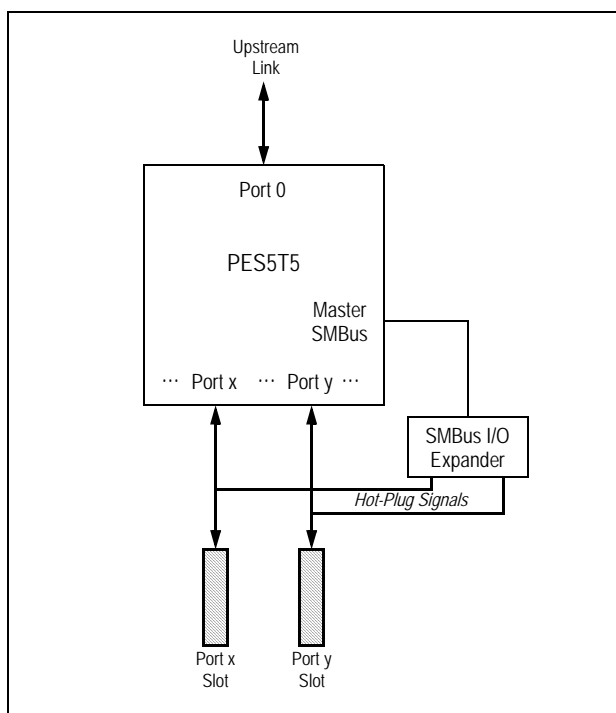 Upstream
Link
Port 0
PES5T5
Master
SMBus
··· Port x ··· Port y ···
SMBus I/O
Expander
Hot-Plug Signals
Port x
Slot
Port y
Slot